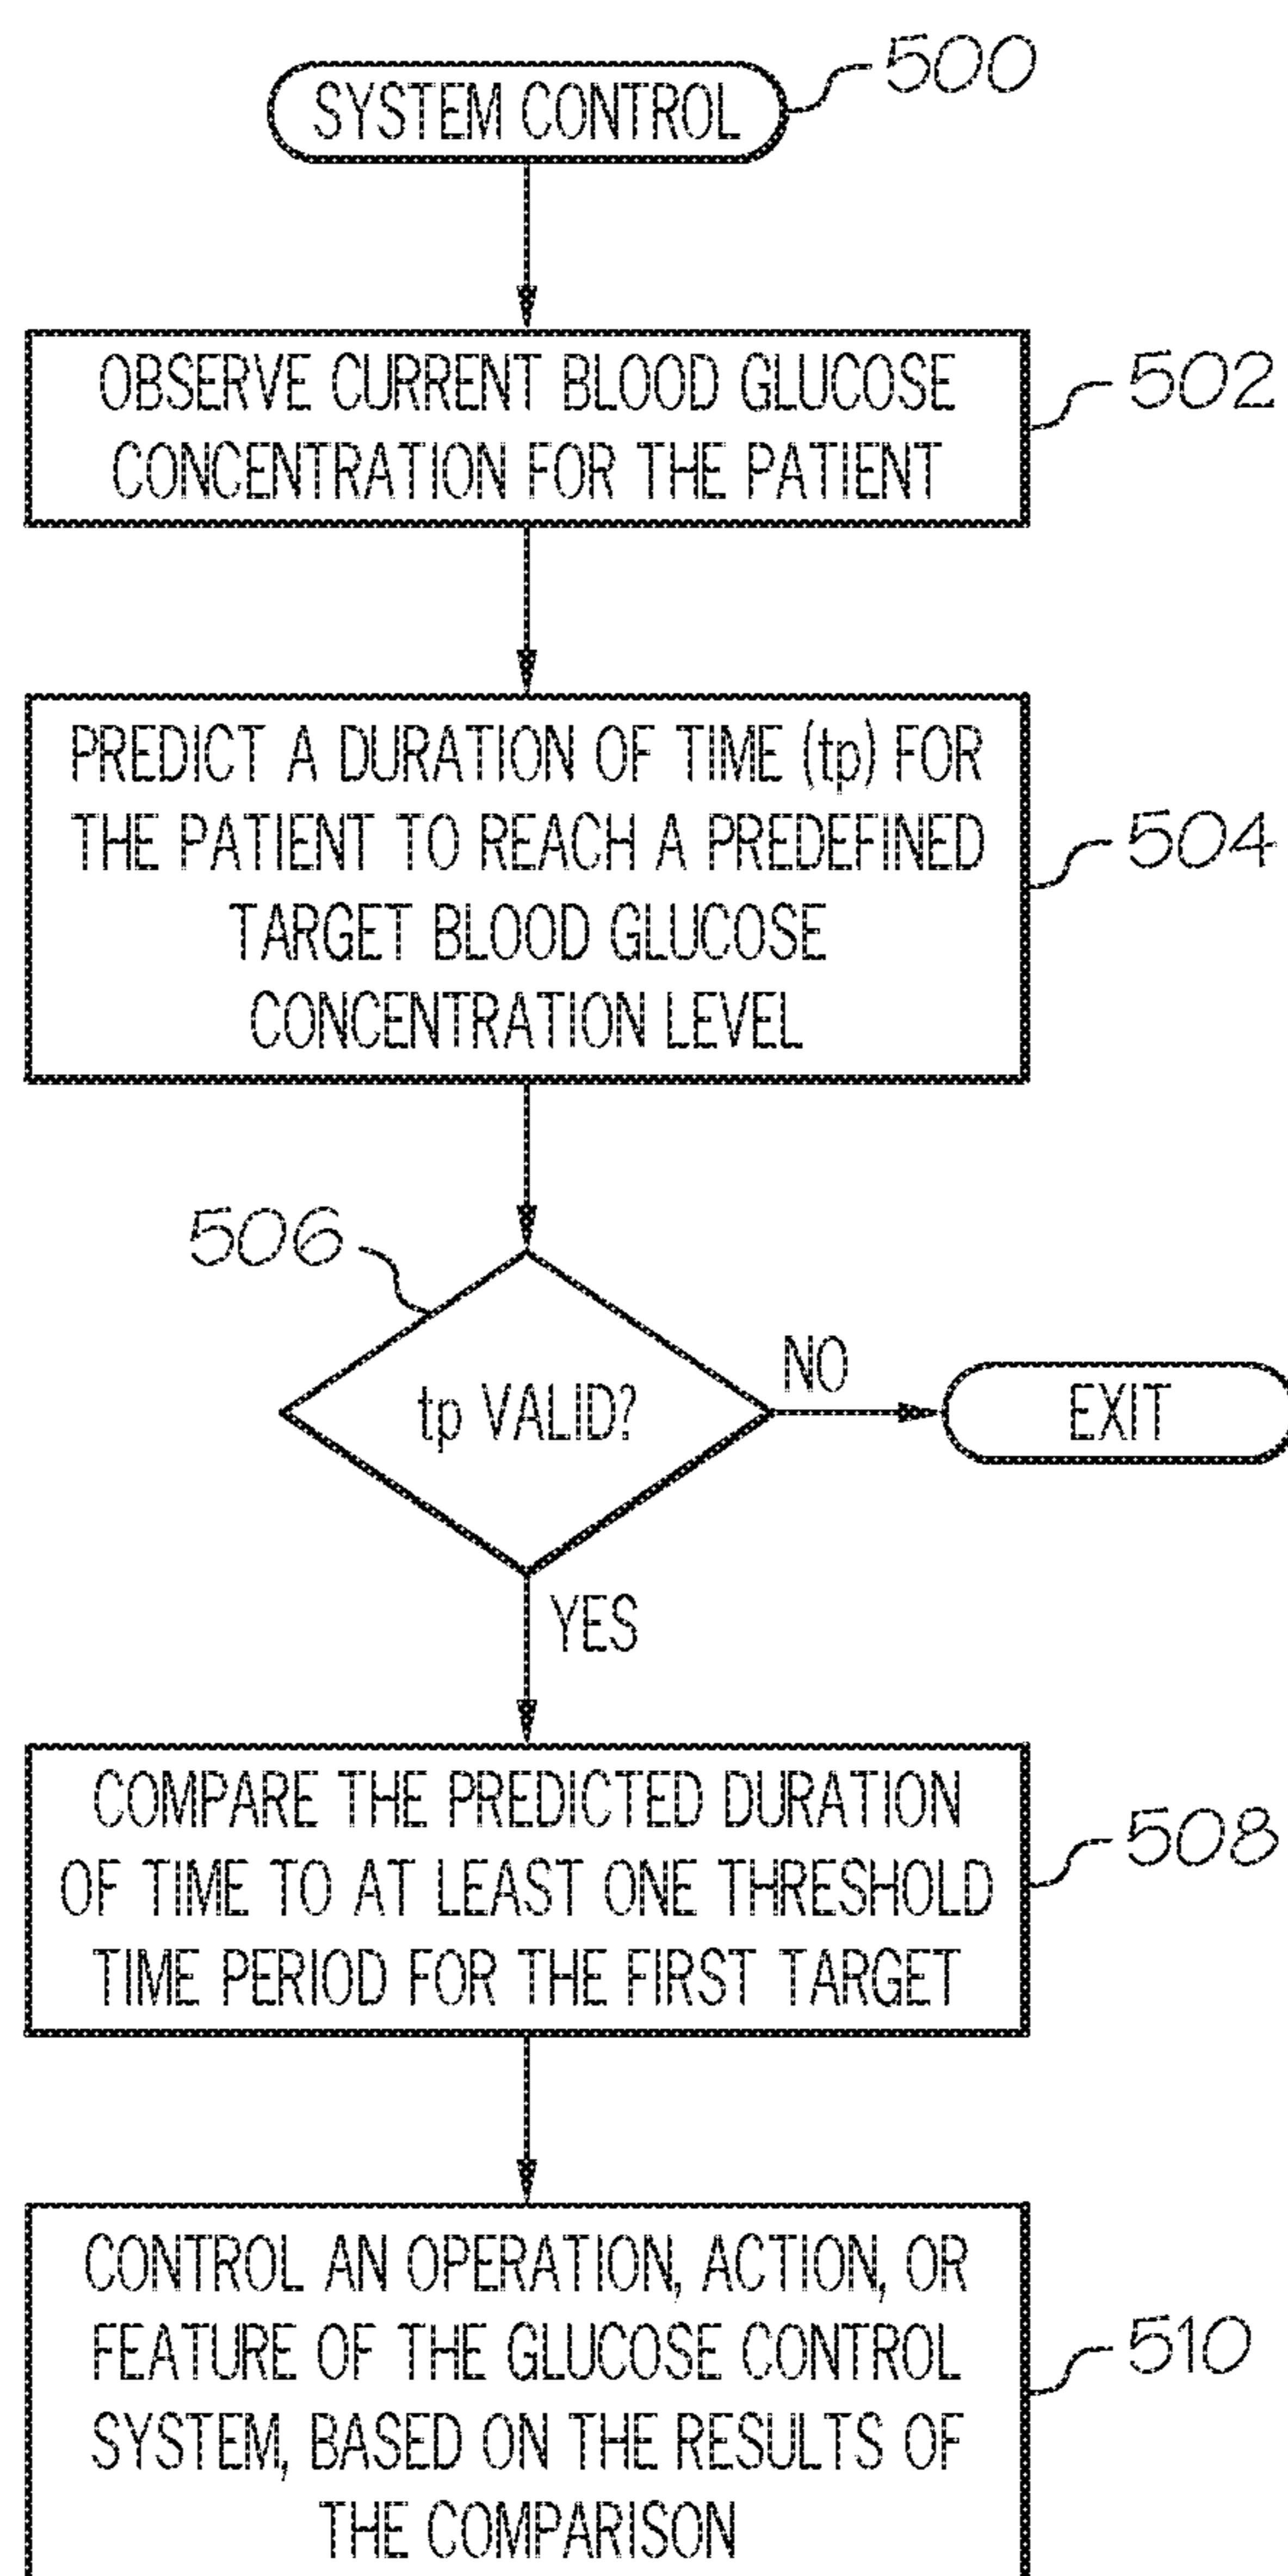 SYSTEM CONTROL
500
OBSERVE CURRENT BLOOD GLUCOSE
CONCENTRATION FOR THE PATIENT
502
PREDICT A DURATION OF TIME (tp) FOR
THE PATIENT TO REACH A PREDEFINED
TARGET BLOOD GLUCOSE
CONCENTRATION LEVEL
504
506
tp VALID?
NO
EXIT
YES
COMPARE THE PREDICTED DURATION
OF TIME TO AT LEAST ONE THRESHOLD
TIME PERIOD FOR THE FIRST TARGET
508
CONTROL AN OPERATION, ACTION, OR
FEATURE OF THE GLUCOSE CONTROL
SYSTEM, BASED ON THE RESULTS OF
THE COMPARISON
510